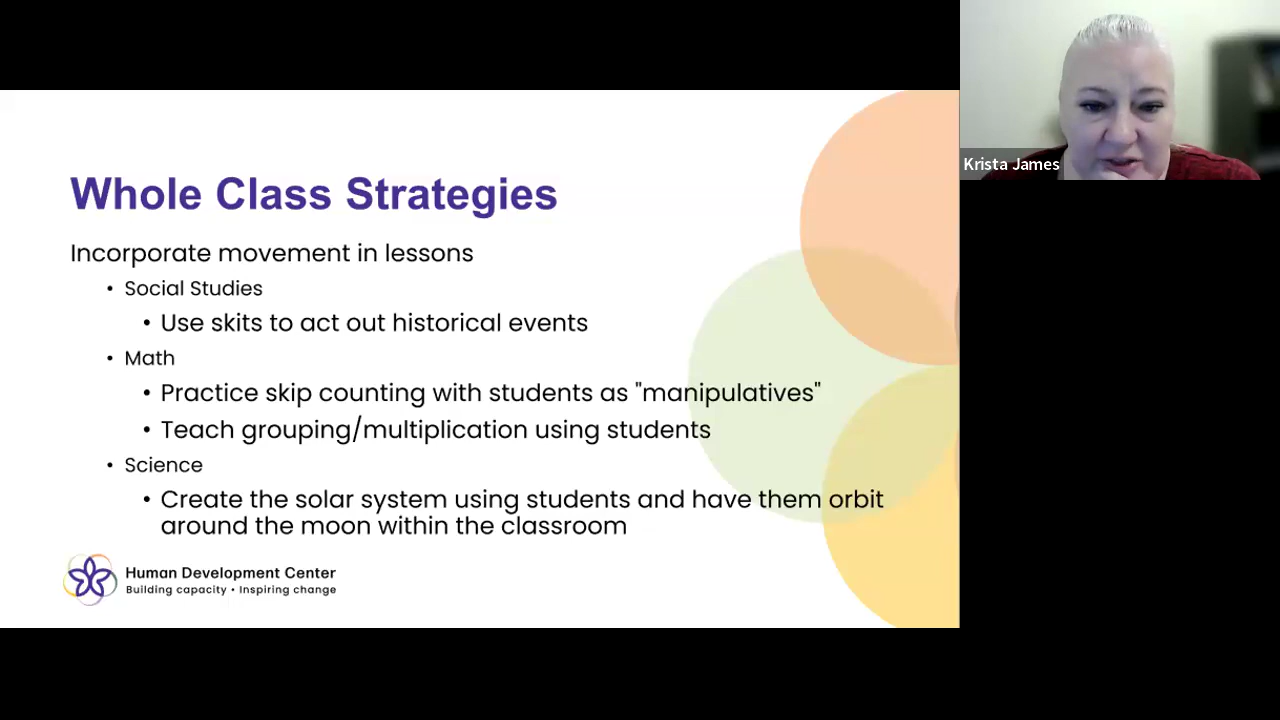 Krista James
Whole Class Strategies
Incorporate movement in lessons
• Social Studies
• Use skits to act out historical events
• Math
• Practice skip counting with students as "manipulatives"
• Teach grouping/multiplication using students
• Science
• Create the solar system using students and have them orbit
around the moon within the classroom
Human Development Center
Building capacity • Inspiring change